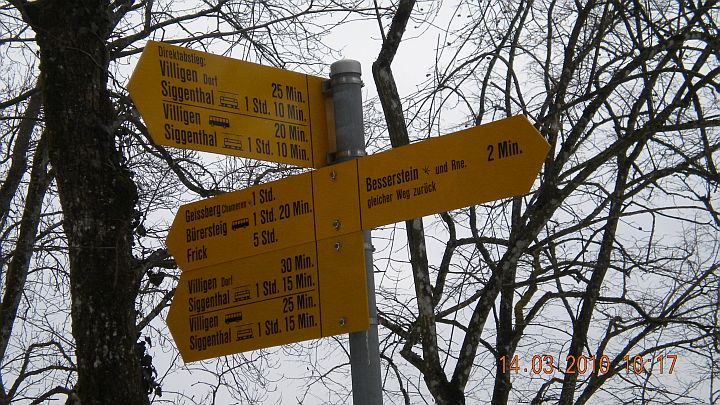 Direktabstieg:
Villigen Dorf 25 Min.
Siggenthal 1 Std. 10 Min.
Villigen 20 Min.
Siggenthal 1 Std. 10 Min.
Besserstein und Rne. 2 Min.
gleicher Weg zurück
Geissberg Chameren 1 Std.
Bürersteig 1 Std. 20 Min.
Frick 5 Std.
Villigen Dorf 30 Min.
Siggenthal 1 Std. 15 Min.
Villigen 25 Min.
Siggenthal 1 Std. 15 Min.
14.03.2010 10:17